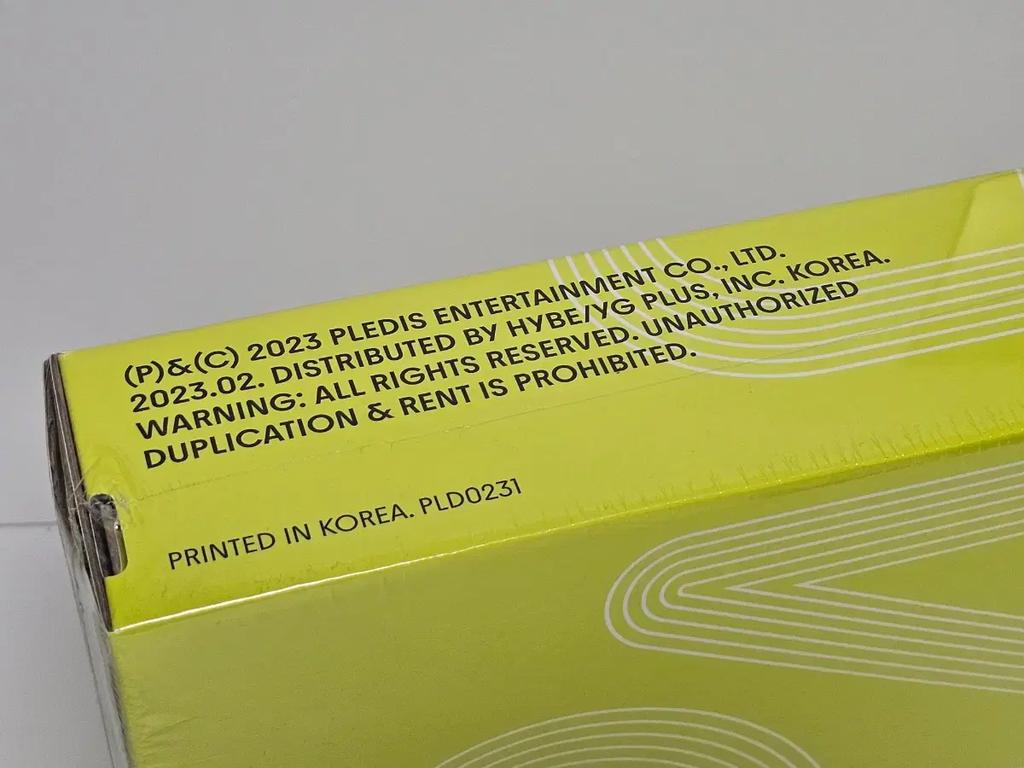 (P)&(C) 2023 PLEDIS ENTERTAINMENT CO., LTD.
2023.02. DISTRIBUTED BY HYBE/YG PLUS, INC. KOREA.
WARNING: ALL RIGHTS RESERVED. UNAUTHORIZED
DUPLICATION & RENT IS PROHIBITED.
PRINTED IN KOREA. PLD0231